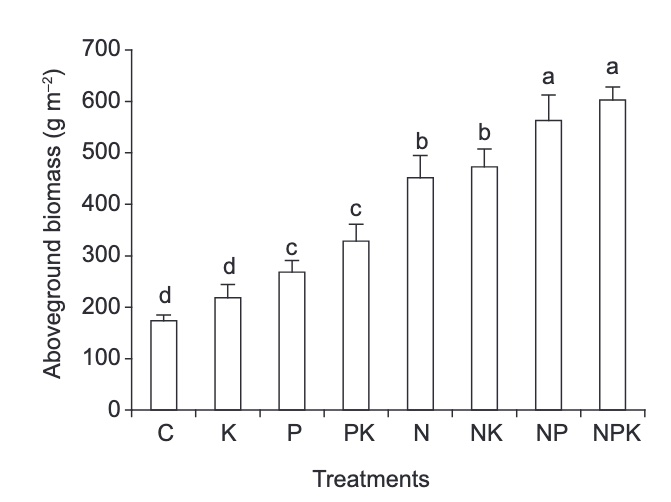 Aboveground biomass (g m⁻²)
700
600
500
400
300
200
100
0
d
d
c
c
b
b
a
a
C K P PK N NK NP NPK
Treatments